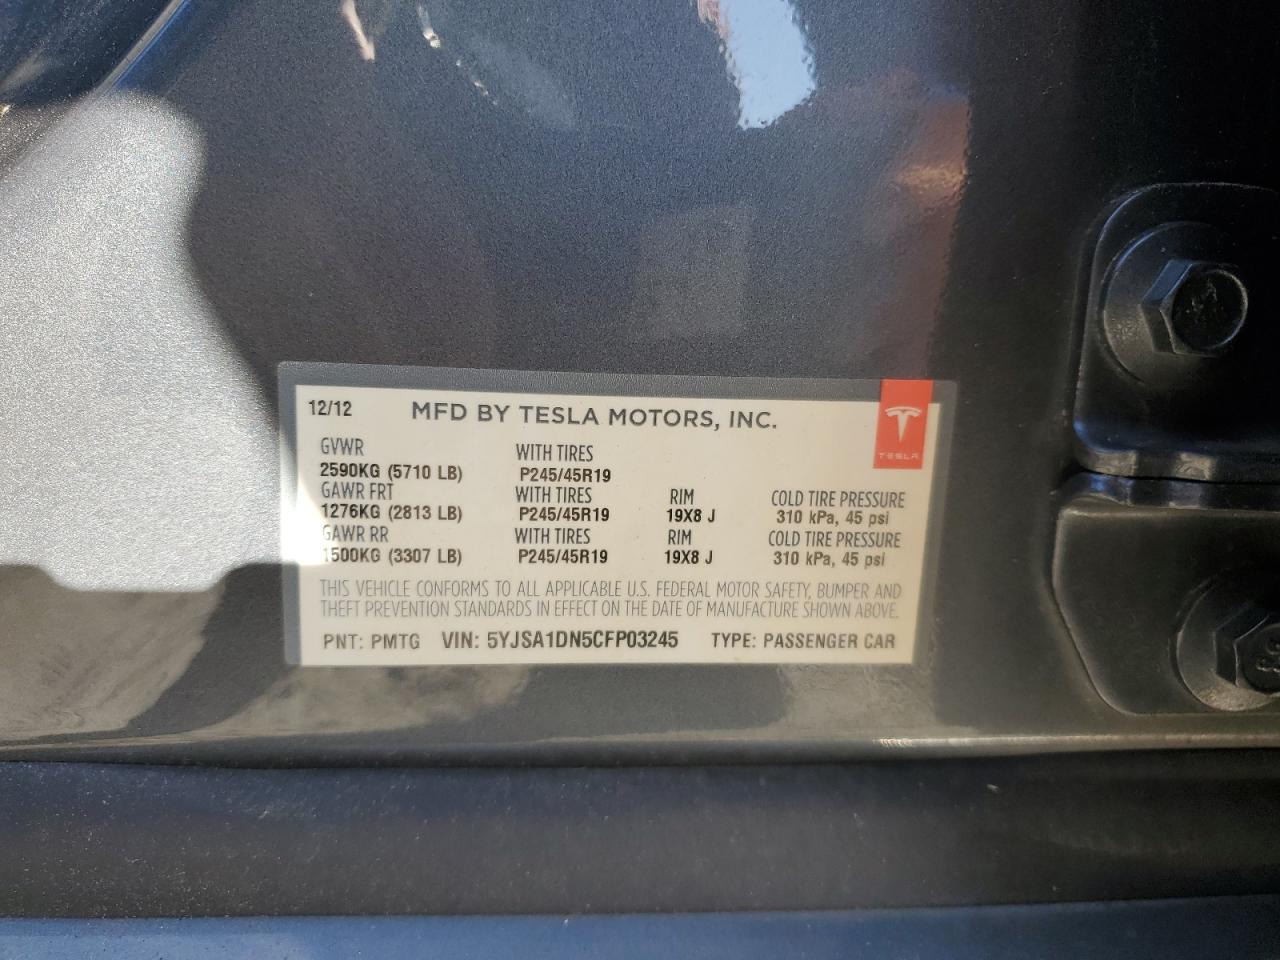 12/12 MFD BY TESLA MOTORS, INC.
TESLA
GVWR WITH TIRES
2590KG (5710 LB) P245/45R19
GAWR FRT WITH TIRES RIM COLD TIRE PRESSURE
1276KG (2813 LB) P245/45R19 19X8 J 310 kPa, 45 psi
GAWR RR WITH TIRES RIM COLD TIRE PRESSURE
1500KG (3307 LB) P245/45R19 19X8 J 310 kPa, 45 psi
THIS VEHICLE CONFORMS TO ALL APPLICABLE U.S. FEDERAL MOTOR SAFETY, BUMPER AND
THEFT PREVENTION STANDARDS IN EFFECT ON THE DATE OF MANUFACTURE SHOWN ABOVE.
PNT: PMTG VIN: 5YJSA1DN5CFP03245 TYPE: PASSENGER CAR